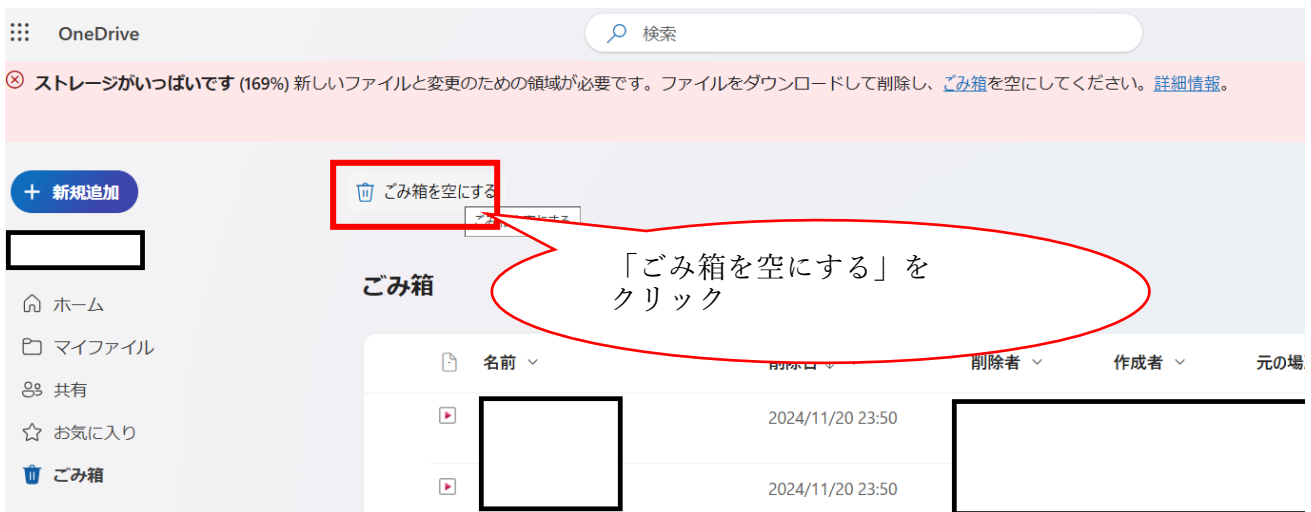 OneDrive
検索
ストレージがいっぱいです (169%) 新しいファイルと変更のための領域が必要です。ファイルをダウンロードして削除し、ごみ箱を空にしてください。詳細情報。
+ 新規追加
ごみ箱を空にする
「ごみ箱を空にする」を
クリック
ごみ箱
ホーム
マイファイル
共有
お気に入り
ごみ箱
名前 削除者 作成者 元の場
2024/11/20 23:50
2024/11/20 23:50